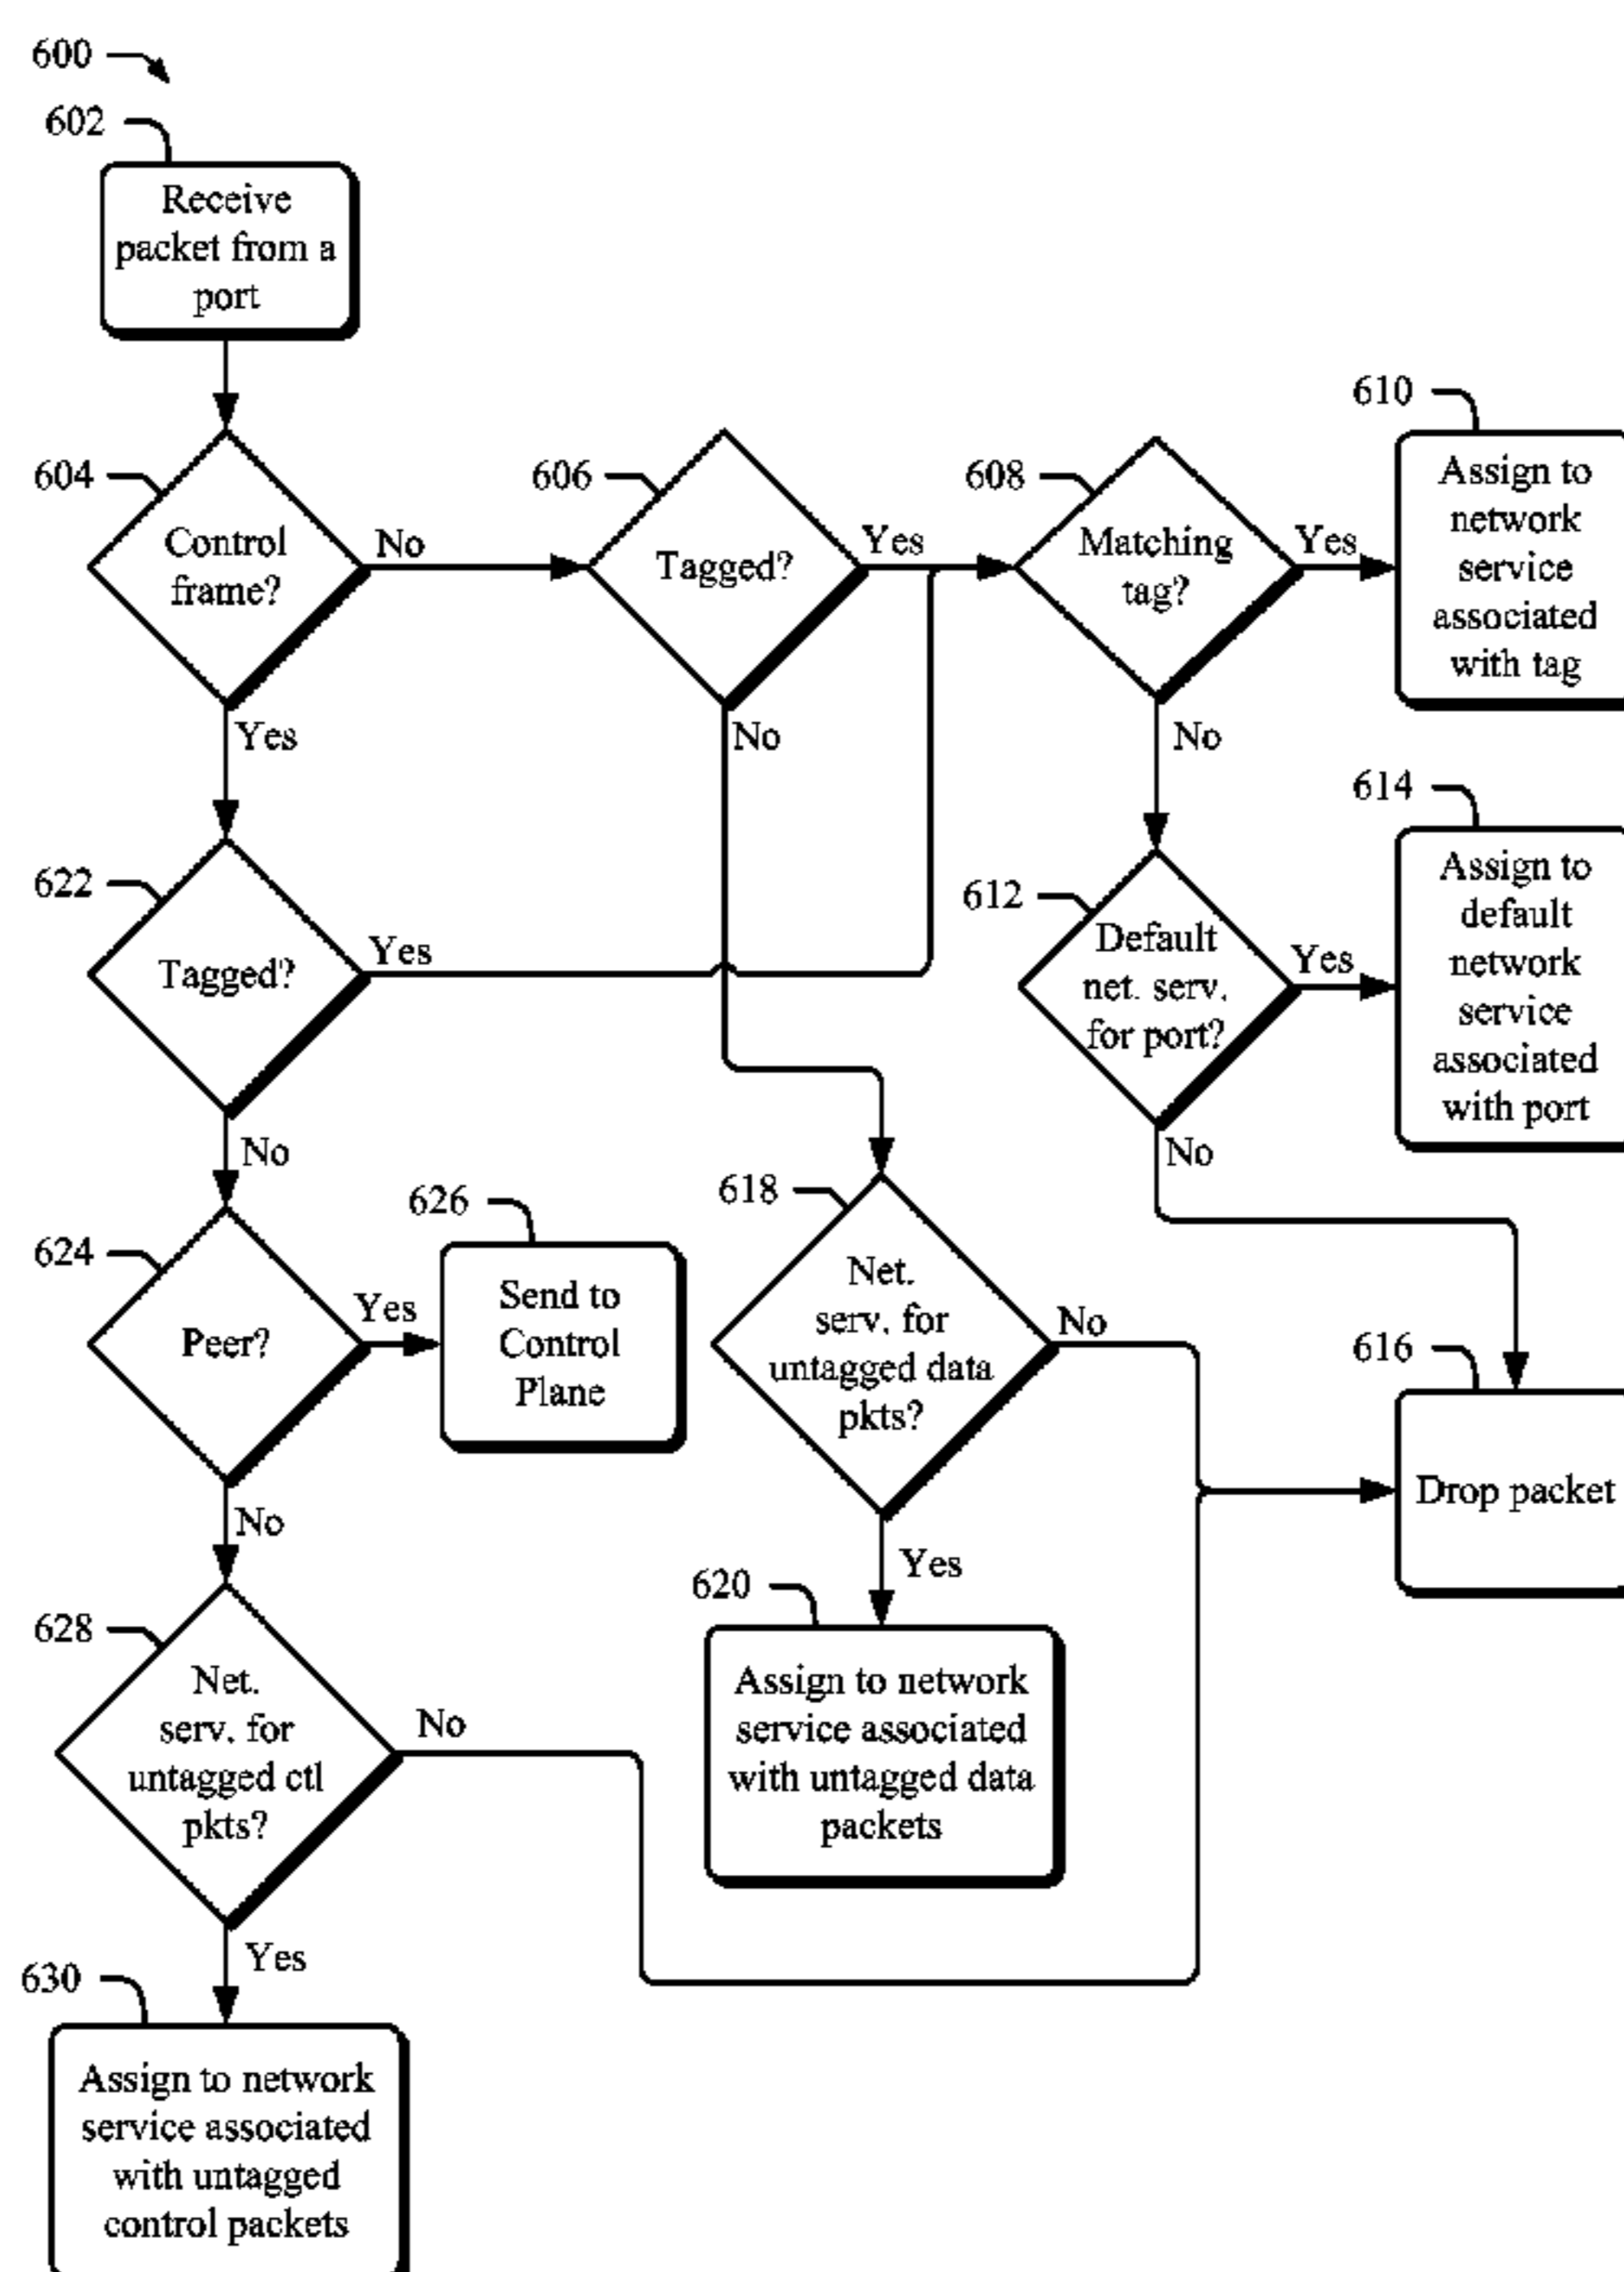 600
602
Receive
packet from a
port
604
Control
frame?
No
Yes
606
Tagged?
Yes
No
608
Matching
tag?
Yes
No
610
Assign to
network
service
associated
with tag
622
Tagged?
Yes
No
612
Default
net. serv.
for port?
Yes
No
614
Assign to
default
network
service
associated
with port
624
Peer?
Yes
No
626
Send to
Control
Plane
618
Net.
serv. for
untagged data
pkts?
No
Yes
616
Drop packet
628
Net.
serv. for
untagged ctl
pkts?
No
Yes
620
Assign to network
service associated
with untagged data
packets
630
Assign to network
service associated
with untagged
control packets